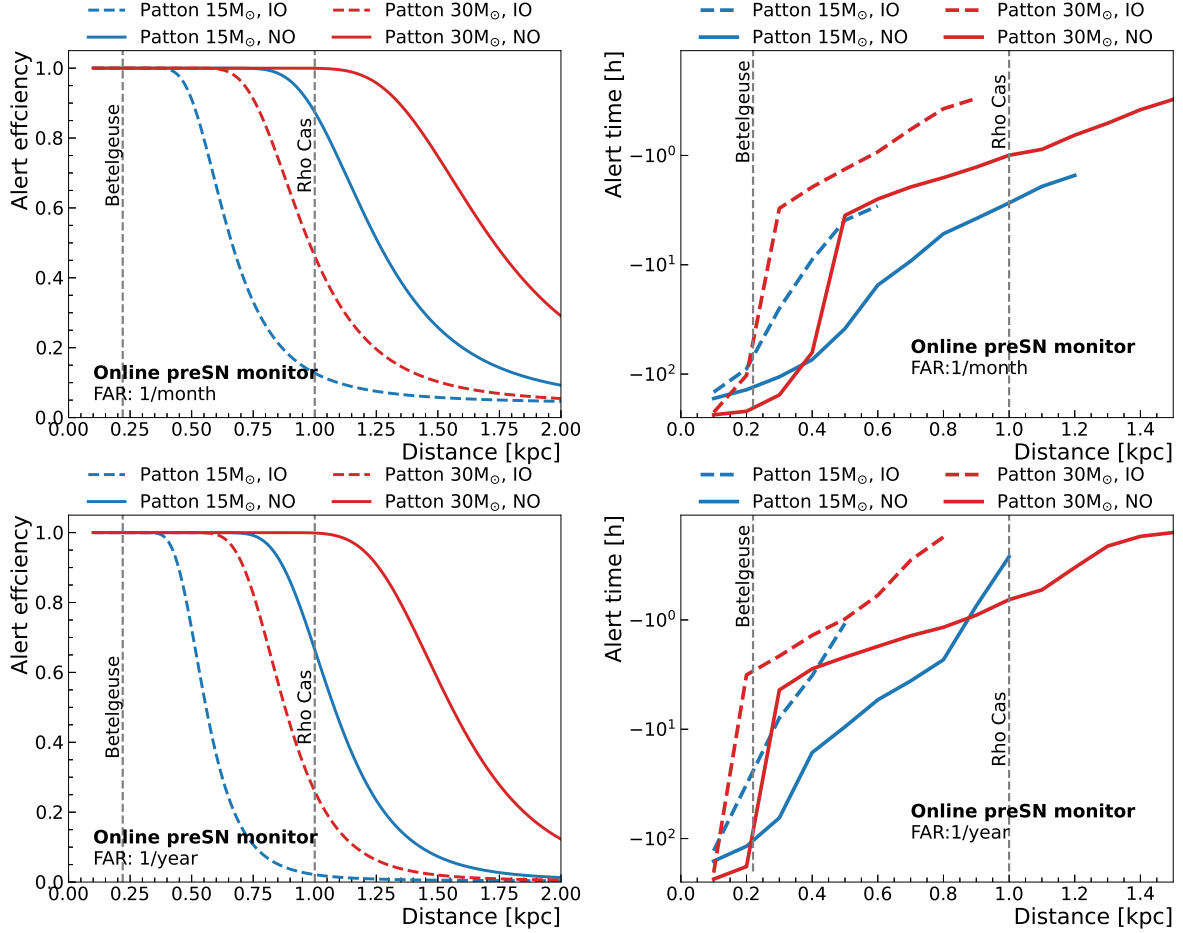 Patton 15M⊙, IO
Patton 30M⊙, IO
Patton 15M⊙, NO
Patton 30M⊙, NO
Alert effciency
1.0
0.8
0.6
0.4
0.2
0.0
Betelgeuse
Rho Cas
Online preSN monitor
FAR: 1/month
0.00 0.25 0.50 0.75 1.00 1.25 1.50 1.75 2.00
Distance [kpc]
Patton 15M⊙, IO
Patton 30M⊙, IO
Patton 15M⊙, NO
Patton 30M⊙, NO
Alert time [h]
−10⁰
−10¹
−10²
Betelgeuse
Rho Cas
Online preSN monitor
FAR:1/month
0.0 0.2 0.4 0.6 0.8 1.0 1.2 1.4
Distance [kpc]
Patton 15M⊙, IO
Patton 30M⊙, IO
Patton 15M⊙, NO
Patton 30M⊙, NO
Alert effciency
1.0
0.8
0.6
0.4
0.2
0.0
Betelgeuse
Rho Cas
Online preSN monitor
FAR: 1/year
0.00 0.25 0.50 0.75 1.00 1.25 1.50 1.75 2.00
Distance [kpc]
Patton 15M⊙, IO
Patton 30M⊙, IO
Patton 15M⊙, NO
Patton 30M⊙, NO
Alert time [h]
−10⁰
−10¹
−10²
Betelgeuse
Rho Cas
Online preSN monitor
FAR:1/year
0.0 0.2 0.4 0.6 0.8 1.0 1.2 1.4
Distance [kpc]